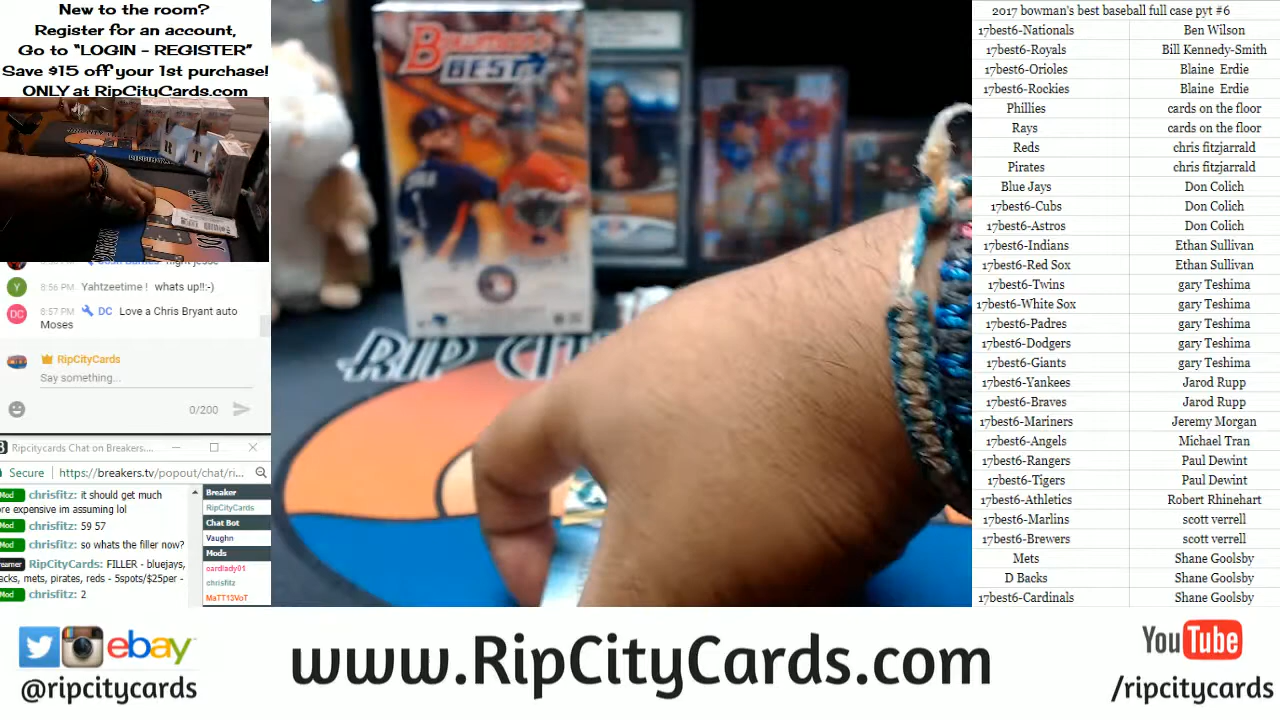 New to the room?
Register for an account,
Go to "LOGIN - REGISTER"
Save $15 off your 1st purchase!
ONLY at RipCityCards.com
night jesse
Y 8:56 PM Yahtzeetime ! whats up!!:-)
DC 8:57 PM DC Love a Chris Bryant auto
Moses
RipCityCards
Say something...
0/200
Ripcitycards Chat on Breakers....
Secure https://breakers.tv/popout/chat/ri...
Mod chrisfitz: it should get much
re expensive im assuming lol
Mod chrisfitz: 59 57
Mod chrisfitz: so whats the filler now?
eamer RipCityCards: FILLER - bluejays,
acks, mets, pirates, reds - 5spots/$25per -
Mod chrisfitz: 2
Breaker
RipCityCards
Chat Bot
Vaughn
Mods
cardlady01
chrisfitz
MaTT13VoT
BOWMAN'S
BEST
RIP CIT
2017 bowman's best baseball full case pyt #6
17best6-Nationals Ben Wilson
17best6-Royals Bill Kennedy-Smith
17best6-Orioles Blaine Erdie
17best6-Rockies Blaine Erdie
Phillies cards on the floor
Rays cards on the floor
Reds chris fitzjarrald
Pirates chris fitzjarrald
Blue Jays Don Colich
17best6-Cubs Don Colich
17best6-Astros Don Colich
17best6-Indians Ethan Sullivan
17best6-Red Sox Ethan Sullivan
17best6-Twins gary Teshima
17best6-White Sox gary Teshima
17best6-Padres gary Teshima
17best6-Dodgers gary Teshima
17best6-Giants gary Teshima
17best6-Yankees Jarod Rupp
17best6-Braves Jarod Rupp
17best6-Mariners Jeremy Morgan
17best6-Angels Michael Tran
17best6-Rangers Paul Dewint
17best6-Tigers Paul Dewint
17best6-Athletics Robert Rhinehart
17best6-Marlins scott verrell
17best6-Brewers scott verrell
Mets Shane Goolsby
D Backs Shane Goolsby
17best6-Cardinals Shane Goolsby
ebay
@ripcitycards
www.RipCityCards.com
YouTube
/ripcitycards